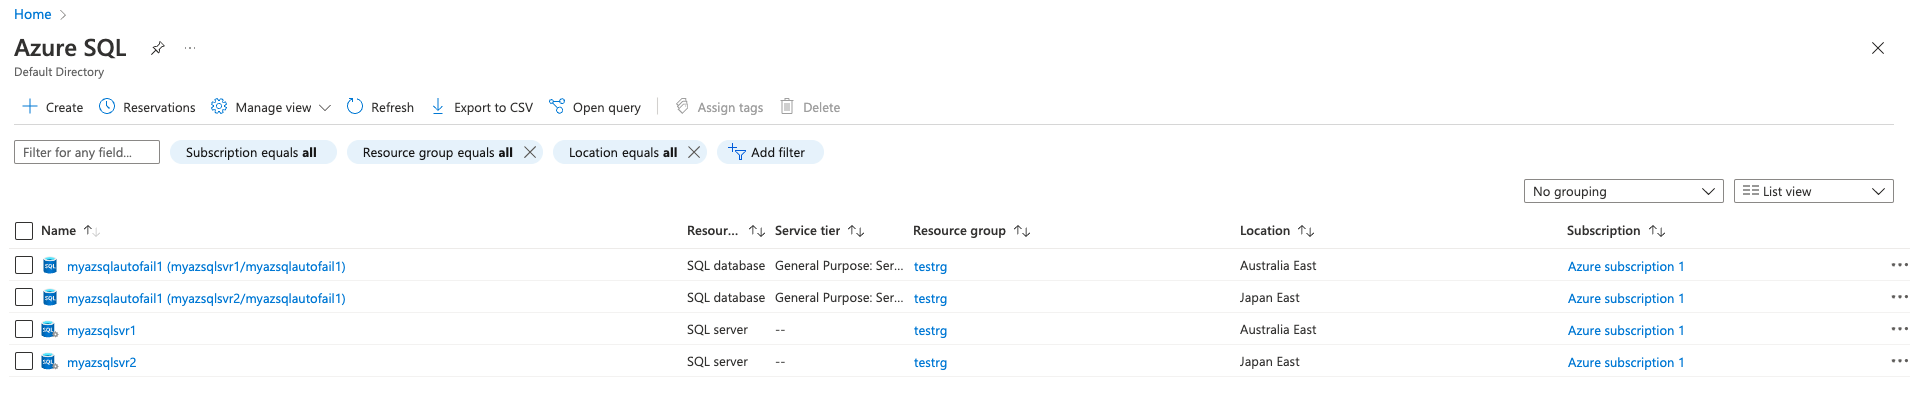 Home
Azure SQL
Default Directory
Create Reservations Manage view Refresh Export to CSV Open query Assign tags Delete
Filter for any field... Subscription equals all Resource group equals all Location equals all Add filter
No grouping List view
Name Resour... Service tier Resource group Location Subscription
SQL myazsqlautofail1 (myazsqlsvr1/myazsqlautofail1) SQL database General Purpose: Ser... testrg Australia East Azure subscription 1
SQL myazsqlautofail1 (myazsqlsvr2/myazsqlautofail1) SQL database General Purpose: Ser... testrg Japan East Azure subscription 1
SQL myazsqlsvr1 SQL server -- testrg Australia East Azure subscription 1
SQL myazsqlsvr2 SQL server -- testrg Japan East Azure subscription 1